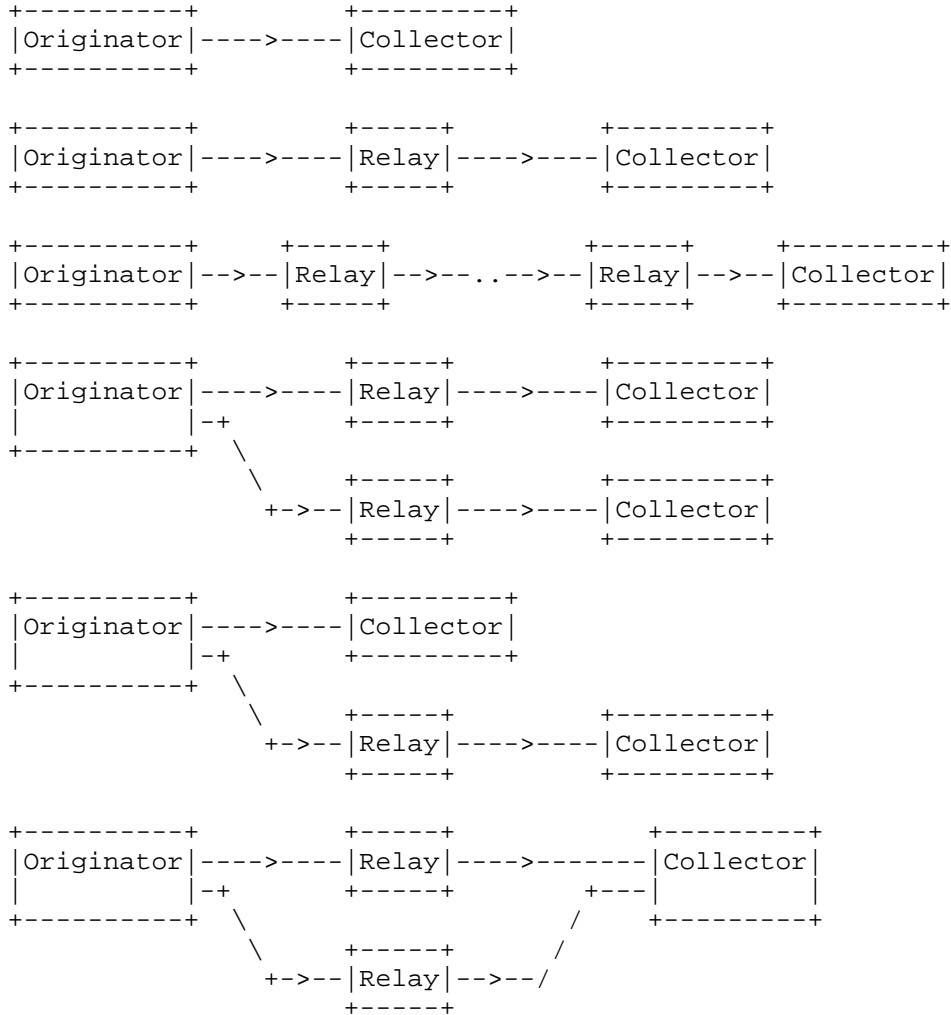 +----------+         +---------+
|Originator|---->----|Collector|
+----------+         +---------+

+----------+         +-----+         +---------+
|Originator|---->----|Relay|---->----|Collector|
+----------+         +-----+         +---------+

+----------+     +-----+            +-----+     +---------+
|Originator|-->--|Relay|-->--..-->--|Relay|-->--|Collector|
+----------+     +-----+            +-----+     +---------+

+----------+         +-----+         +---------+
|Originator|---->----|Relay|---->----|Collector|
|          |-+       +-----+         +---------+
+----------+  \
               \     +-----+         +---------+
                +->--|Relay|---->----|Collector|
                     +-----+         +---------+

+----------+         +---------+
|Originator|---->----|Collector|
|          |-+       +---------+
+----------+  \
               \     +-----+         +---------+
                +->--|Relay|---->----|Collector|
                     +-----+         +---------+

+----------+         +-----+            +---------+
|Originator|---->----|Relay|---->-------|Collector|
|          |-+       +-----+        +---|         |
+----------+  \                    /    +---------+
               \     +-----+      /
                +->--|Relay|-->--/
                     +-----+